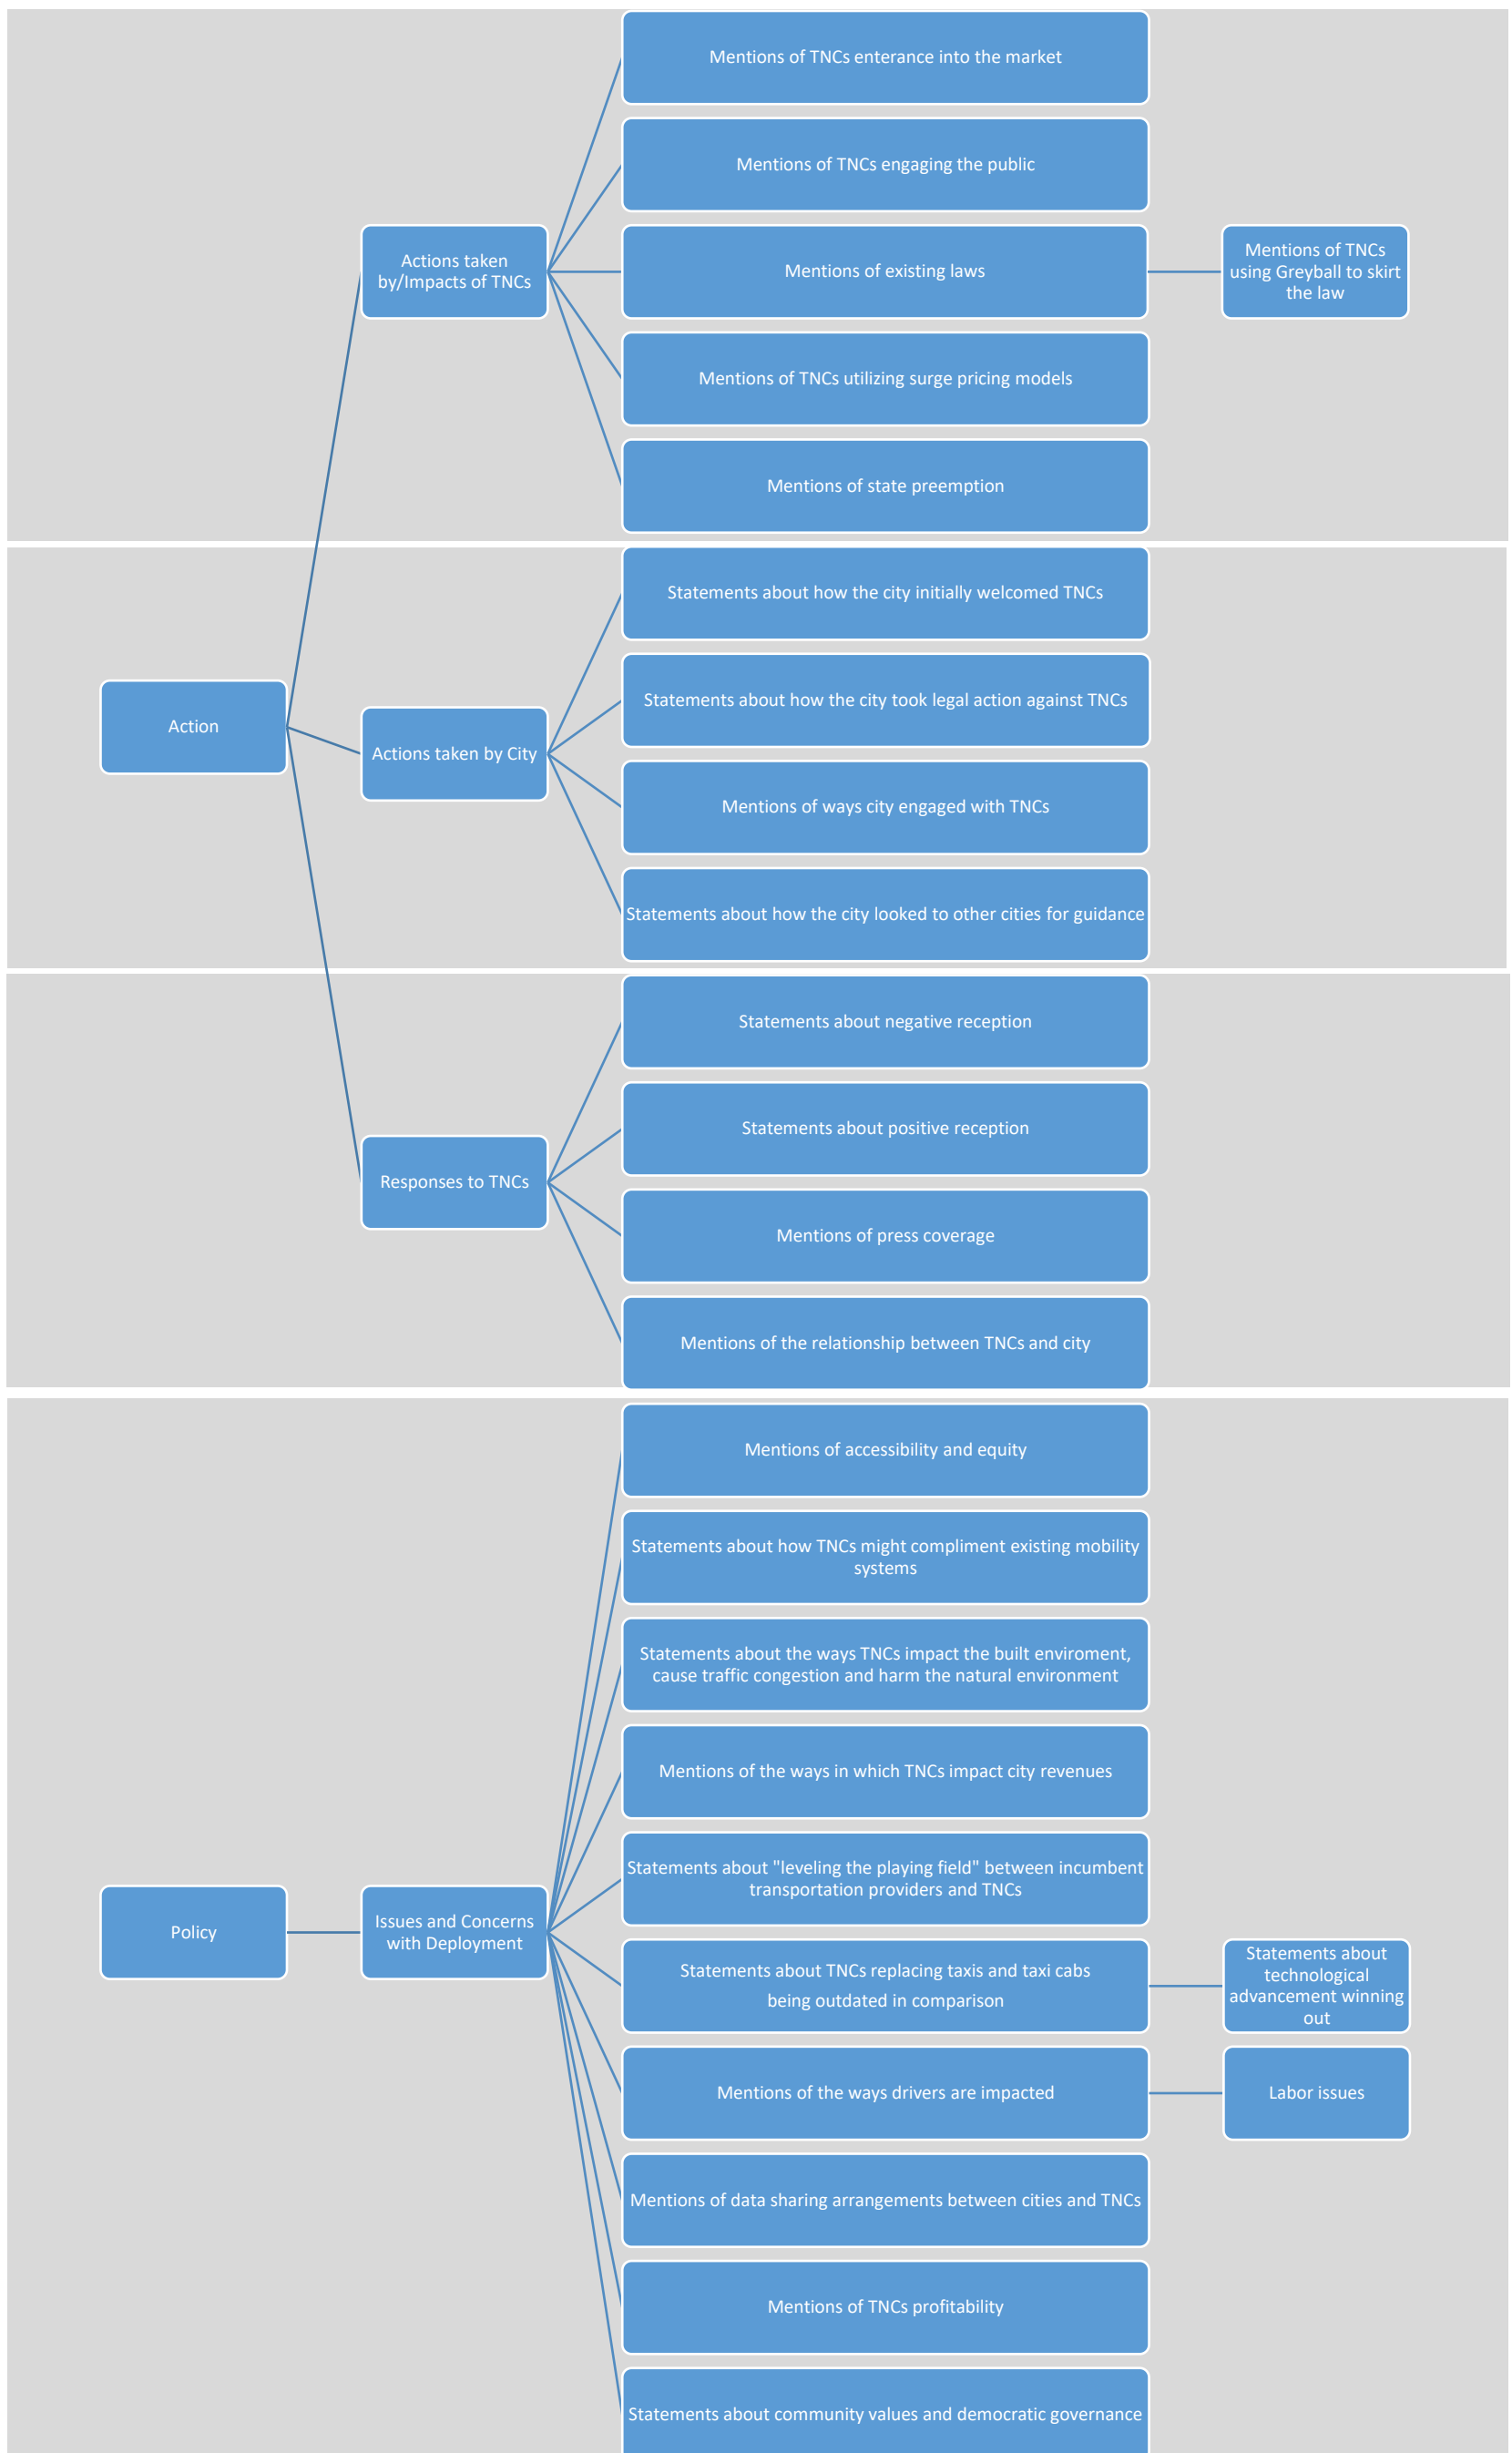 Mentions of TNCs enterance into the market
Mentions of TNCs engaging the public
Actions taken
by/Impacts of TNCs
Mentions of existing laws
Mentions of TNCs
using Greyball to skirt
the law
Mentions of TNCs utilizing surge pricing models
Mentions of state preemption
Action
Actions taken by City
Statements about how the city initially welcomed TNCs
Statements about how the city took legal action against TNCs
Mentions of ways city engaged with TNCs
Statements about how the city looked to other cities for guidance
Responses to TNCs
Statements about negative reception
Statements about positive reception
Mentions of press coverage
Mentions of the relationship between TNCs and city
Policy
Issues and Concerns
with Deployment
Mentions of accessibility and equity
Statements about how TNCs might compliment existing mobility
systems
Statements about the ways TNCs impact the built enviroment,
cause traffic congestion and harm the natural environment
Mentions of the ways in which TNCs impact city revenues
Statements about "leveling the playing field" between incumbent
transportation providers and TNCs
Statements about TNCs replacing taxis and taxi cabs
being outdated in comparison
Statements about
technological
advancement winning
out
Mentions of the ways drivers are impacted
Labor issues
Mentions of data sharing arrangements between cities and TNCs
Mentions of TNCs profitability
Statements about community values and democratic governance